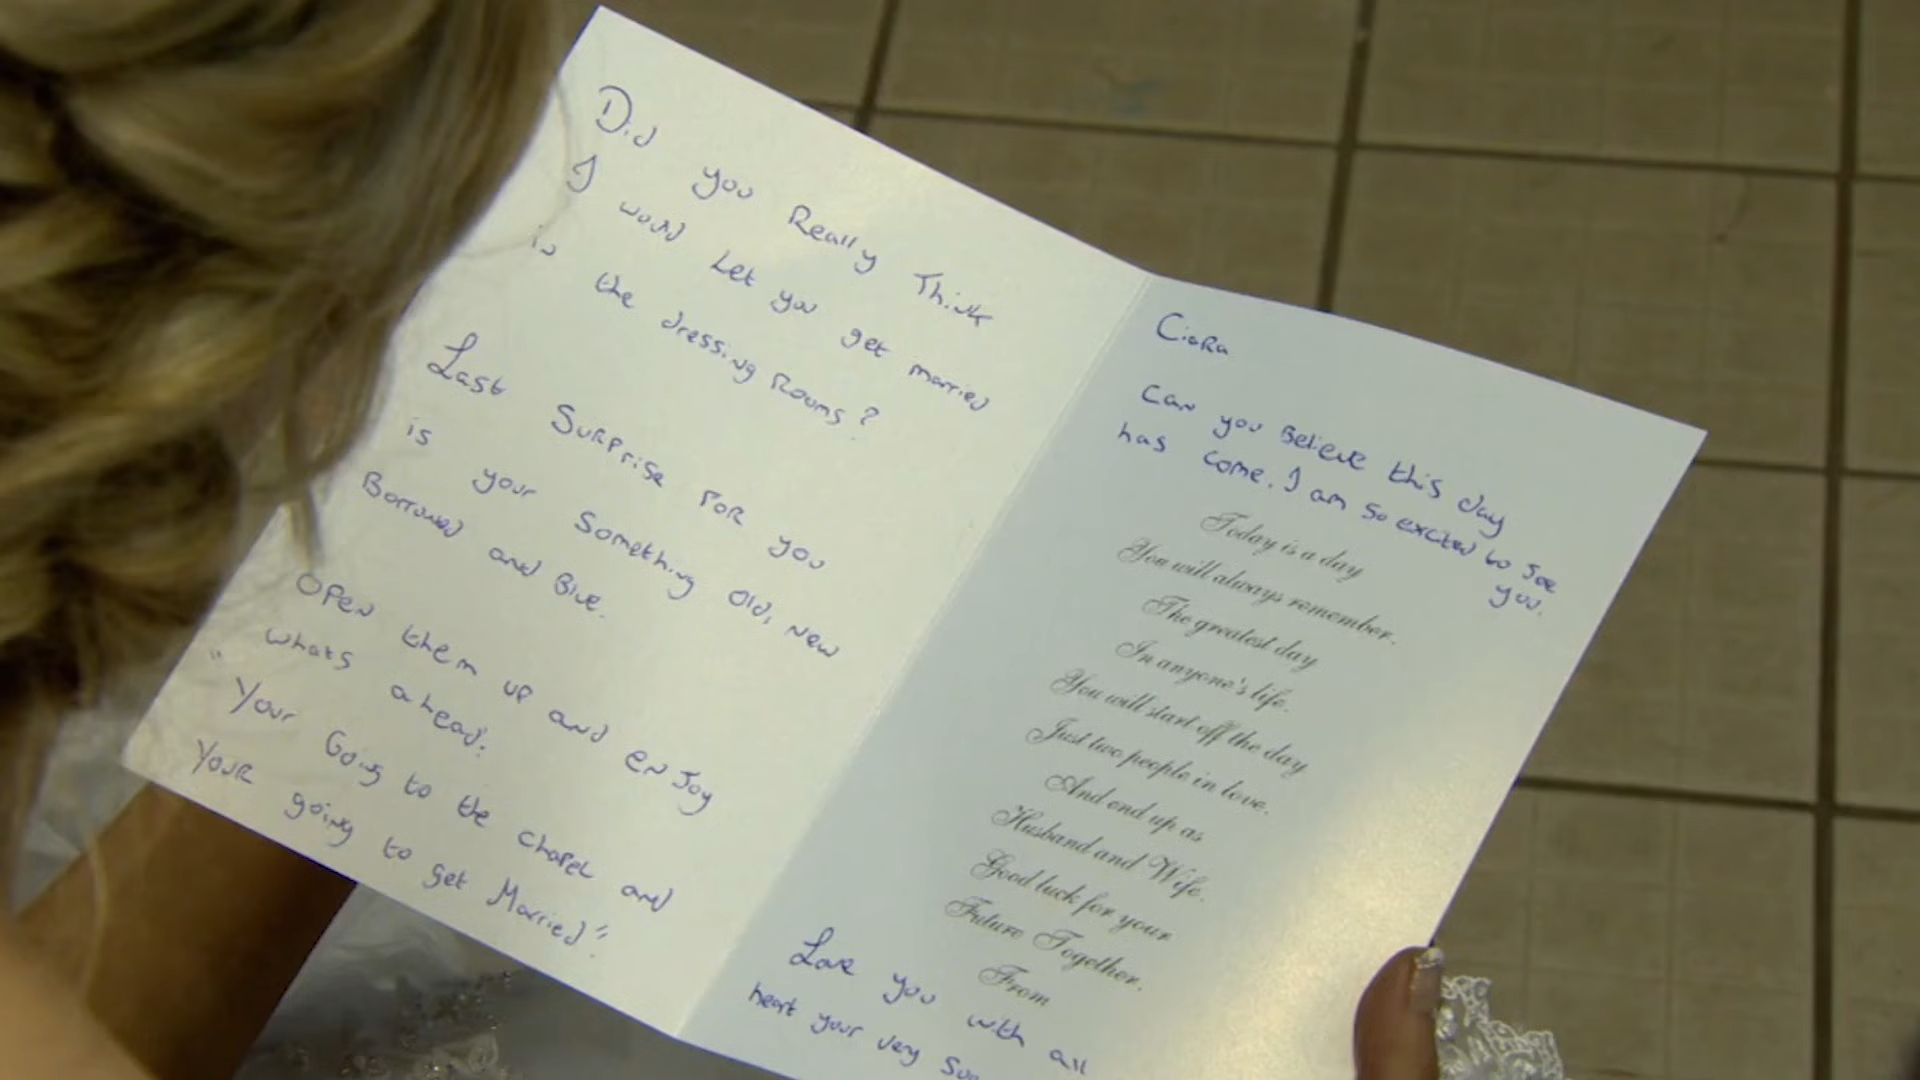 Did you Really Think
I would Let you get married
in the dressing Rooms?
Last Surprise for you
is your Something Old, New
Borrowed and Blue.
Open them up and enjoy
whats ahead:
"Your Going to the chapel and
Your going to get Married"
Ciara
Can you Believe this day
has come. I am so excited to see
you.
Today is a day
You will always remember.
The greatest day
In anyone's life.
You will start off the day
Just two people in love.
And end up as
Husband and Wife.
Good luck for your
Future Together.
From
Love you with all
heart your very